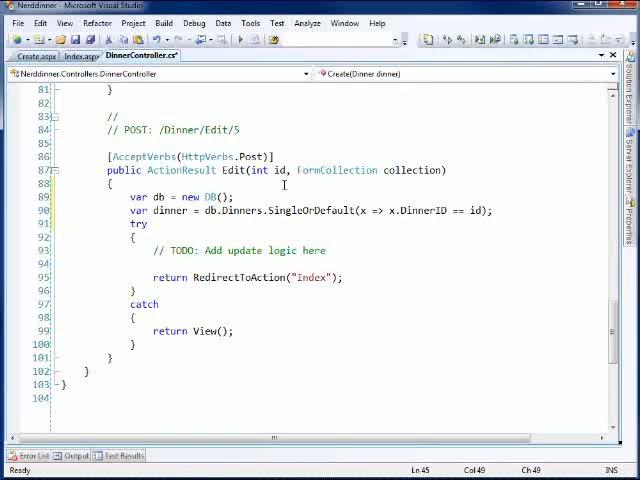 Nerddinner - Microsoft Visual Studio
File Edit View Refactor Project Build Debug Data Tools Test Window Help
Create.aspx Index.aspx DinnerController.cs*
Nerddinner.Controllers.DinnerController Create(Dinner dinner)
81 }
82
83 //
84 // POST: /Dinner/Edit/5
85
86 [AcceptVerbs(HttpVerbs.Post)]
87 public ActionResult Edit(int id, FormCollection collection)
88 {
89 var db = new DB();
90 var dinner = db.Dinners.SingleOrDefault(x => x.DinnerID == id);
91 try
92 {
93 // TODO: Add update logic here
94
95 return RedirectToAction("Index");
96 }
97 catch
98 {
99 return View();
100 }
101 }
102 }
103 }
104
Solution Explorer
Server Explorer
Properties
Error List Output Test Results
Ready Ln 45 Col 49 Ch 49 INS